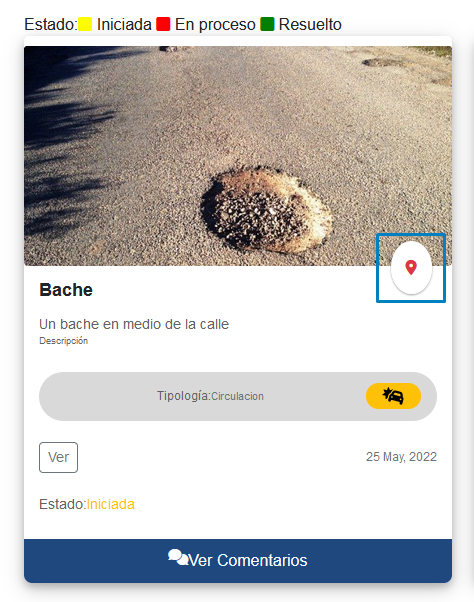 Estado: Iniciada En proceso Resuelto
Bache
Un bache en medio de la calle
Descripción
Tipología:Circulacion
Ver
25 May, 2022
Estado:Iniciada
Ver Comentarios